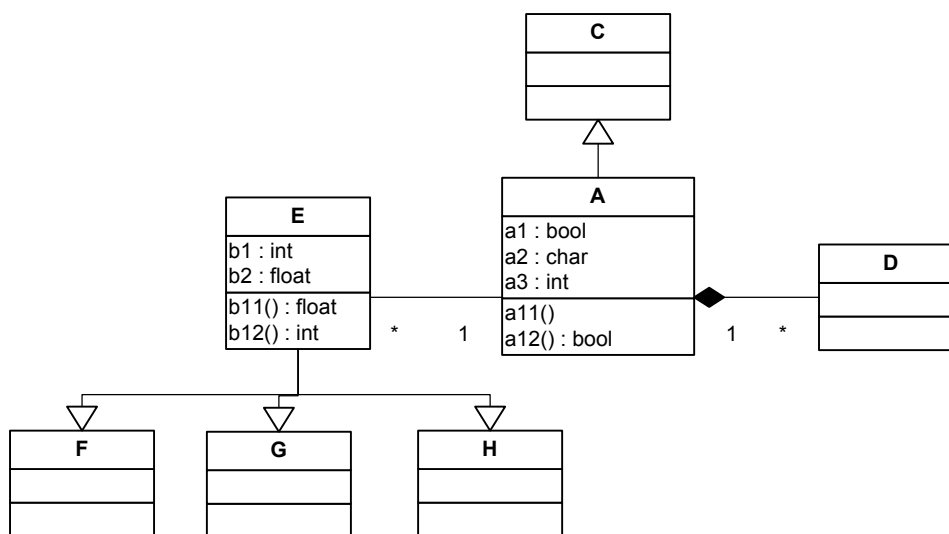 C
A
a1 : bool
a2 : char
a3 : int
a11()
a12() : bool
E
b1 : int
b2 : float
b11() : float
b12() : int
* 1
D
1 *
F
G
H